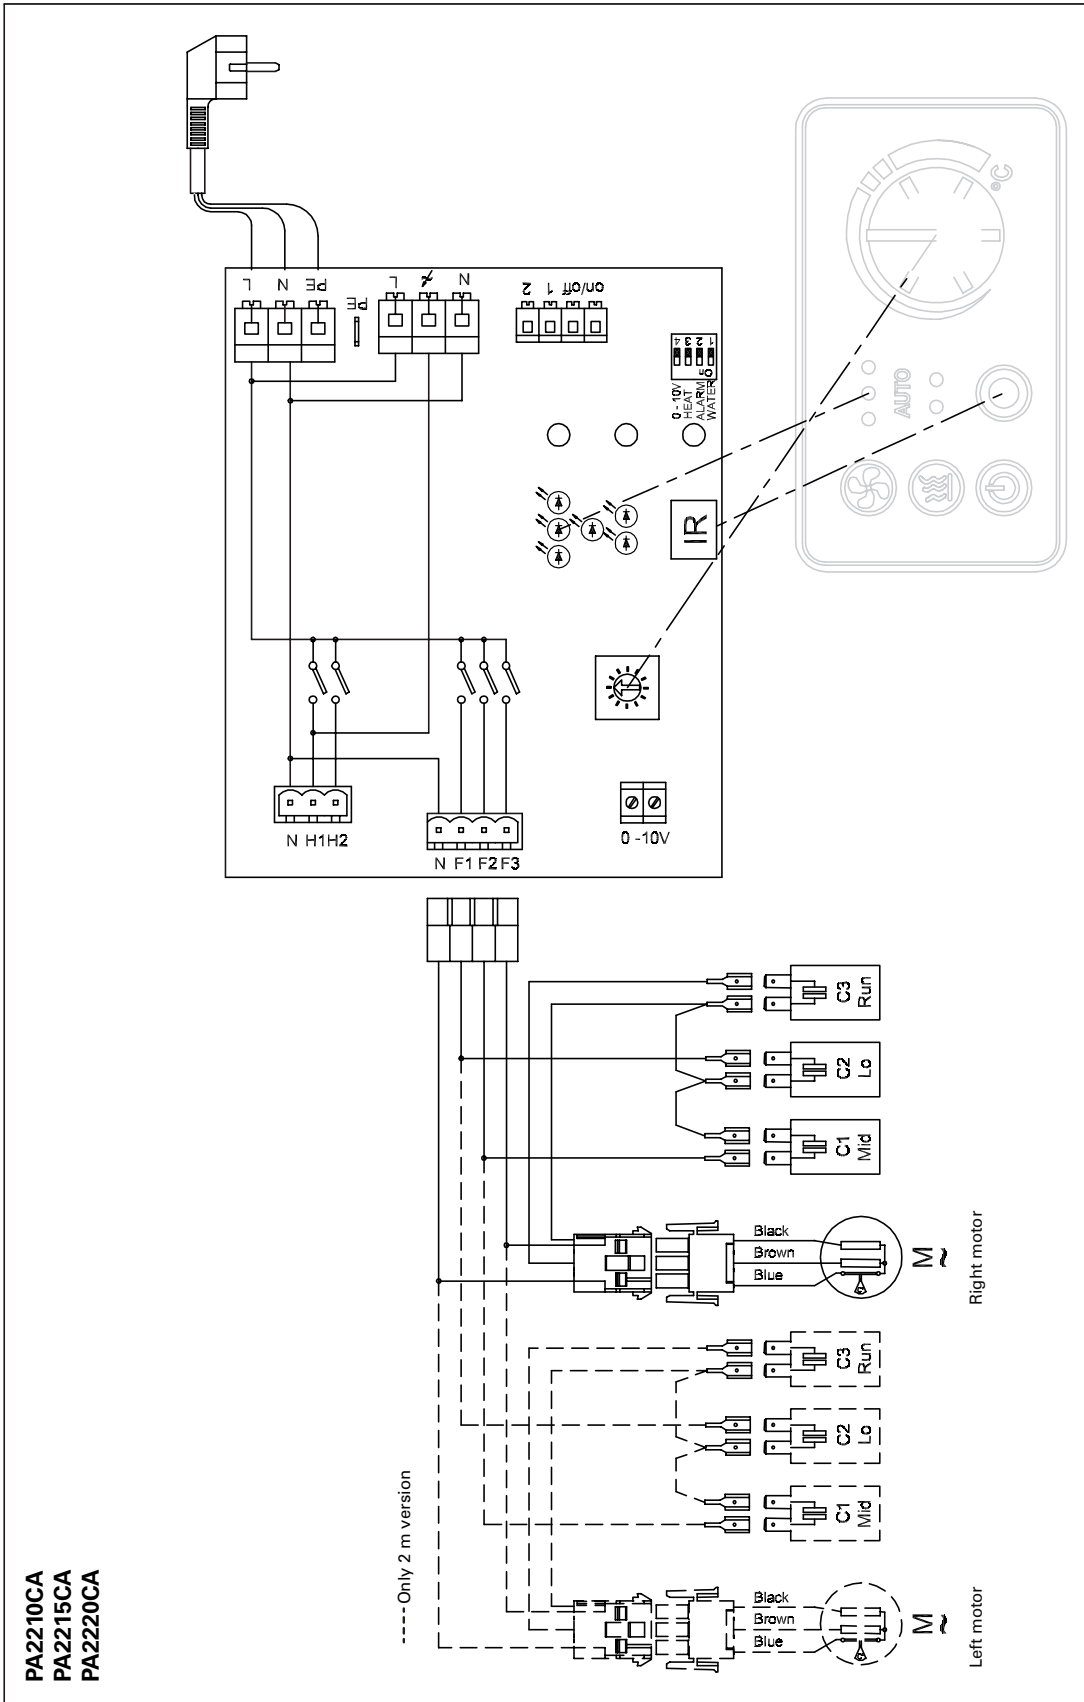 L N PE
PE
L N
2 1 on/off
4 3 2 1
on
0 - 10V
HEAT
ALARM
WATER
°C
AUTO
IR
N H1 H2
N F1 F2 F3
0 -10V
C3
Run
C2
Lo
C1
Mid
Black
Brown
Blue
M
Right motor
C3
Run
C2
Lo
C1
Mid
Black
Brown
Blue
M
Left motor
----Only 2 m version
PA2210CA
PA2215CA
PA2220CA